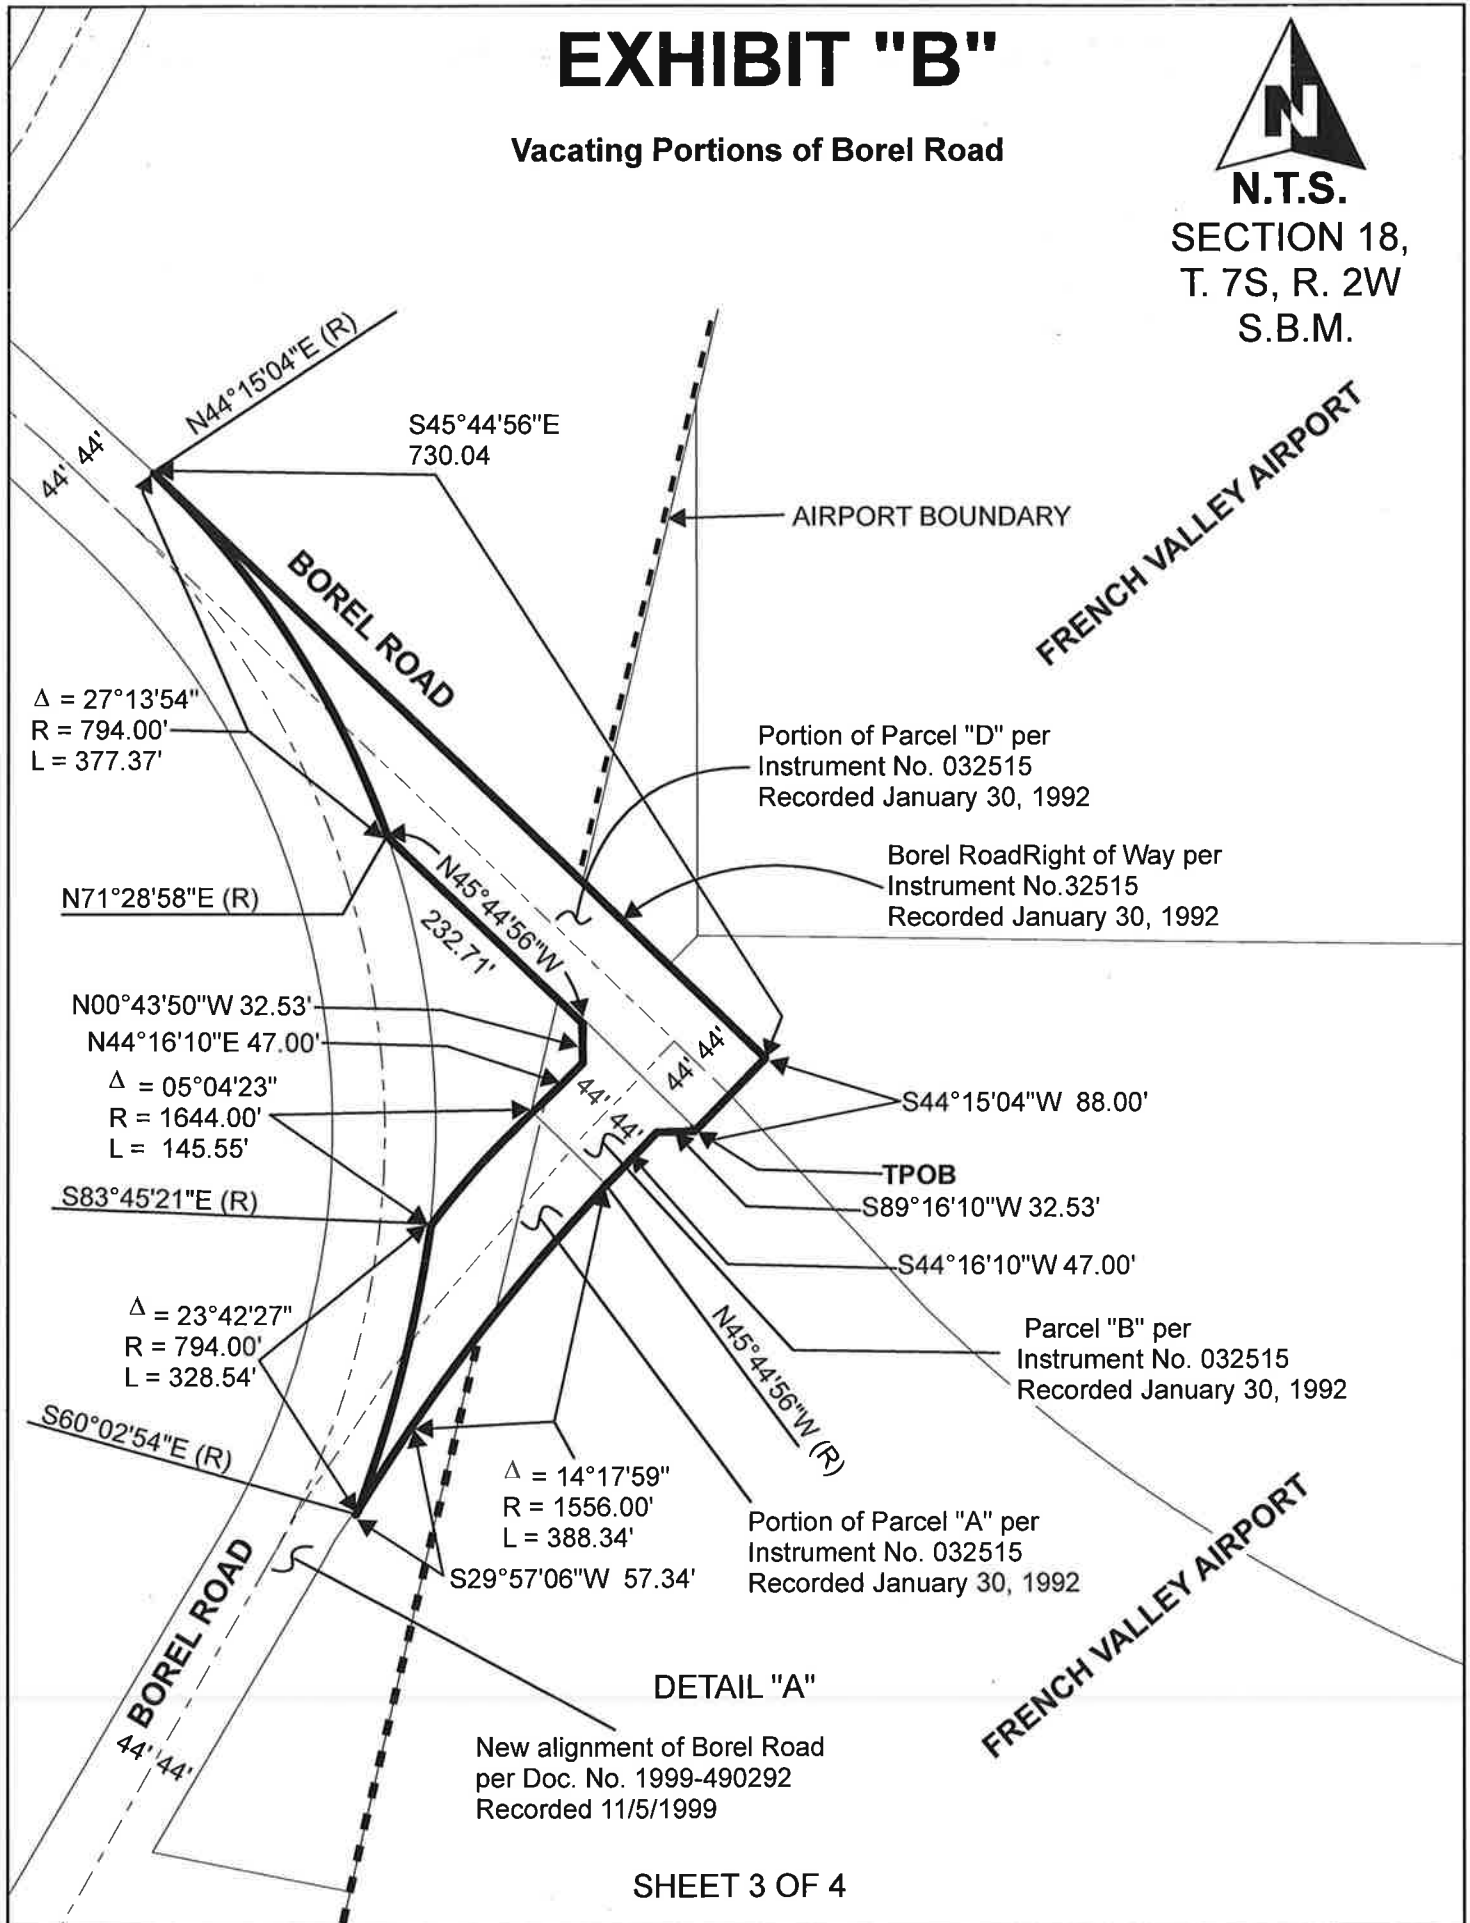 EXHIBIT "B"
Vacating Portions of Borel Road
N
N.T.S.
SECTION 18,
T. 7S, R. 2W
S.B.M.
N44°15'04"E (R)
S45°44'56"E
730.04
44' 44'
AIRPORT BOUNDARY
FRENCH VALLEY AIRPORT
BOREL ROAD
Δ = 27°13'54"
R = 794.00'
L = 377.37'
Portion of Parcel "D" per
Instrument No. 032515
Recorded January 30, 1992
Borel RoadRight of Way per
Instrument No.32515
Recorded January 30, 1992
N71°28'58"E (R)
N45°44'56"W
232.71'
N00°43'50"W 32.53'
N44°16'10"E 47.00'
Δ = 05°04'23"
R = 1644.00'
L = 145.55'
44' 44'
44' 44'
S44°15'04"W 88.00'
TPOB
S89°16'10"W 32.53'
S83°45'21"E (R)
S44°16'10"W 47.00'
Δ = 23°42'27"
R = 794.00'
L = 328.54'
N45°44'56"W (R)
Parcel "B" per
Instrument No. 032515
Recorded January 30, 1992
S60°02'54"E (R)
Δ = 14°17'59"
R = 1556.00'
L = 388.34'
S29°57'06"W 57.34'
Portion of Parcel "A" per
Instrument No. 032515
Recorded January 30, 1992
FRENCH VALLEY AIRPORT
BOREL ROAD
44' 44'
DETAIL "A"
New alignment of Borel Road
per Doc. No. 1999-490292
Recorded 11/5/1999
SHEET 3 OF 4